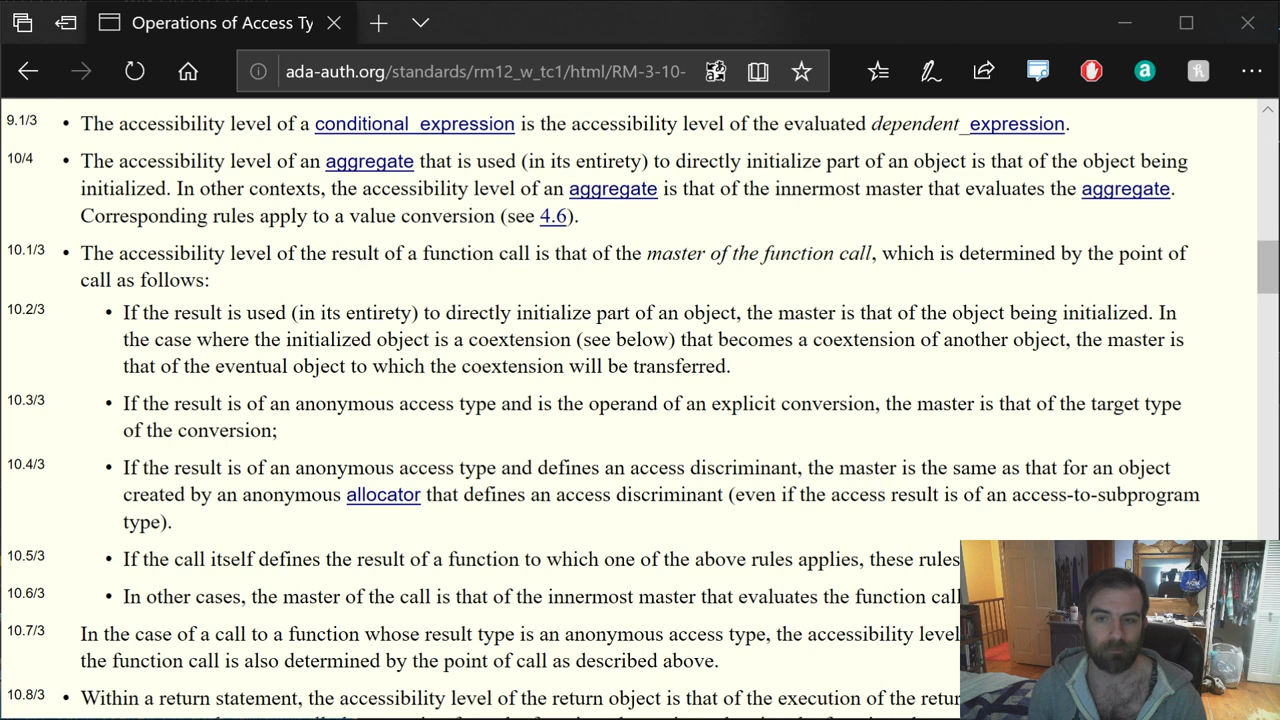 Operations of Access Ty
ada-auth.org/standards/rm12_w_tc1/html/RM-3-10-
9.1/3 • The accessibility level of a conditional_expression is the accessibility level of the evaluated dependent_expression.
10/4 • The accessibility level of an aggregate that is used (in its entirety) to directly initialize part of an object is that of the object being
initialized. In other contexts, the accessibility level of an aggregate is that of the innermost master that evaluates the aggregate.
Corresponding rules apply to a value conversion (see 4.6).
10.1/3 • The accessibility level of the result of a function call is that of the master of the function call, which is determined by the point of
call as follows:
10.2/3 • If the result is used (in its entirety) to directly initialize part of an object, the master is that of the object being initialized. In
the case where the initialized object is a coextension (see below) that becomes a coextension of another object, the master is
that of the eventual object to which the coextension will be transferred.
10.3/3 • If the result is of an anonymous access type and is the operand of an explicit conversion, the master is that of the target type
of the conversion;
10.4/3 • If the result is of an anonymous access type and defines an access discriminant, the master is the same as that for an object
created by an anonymous allocator that defines an access discriminant (even if the access result is of an access-to-subprogram
type).
10.5/3 • If the call itself defines the result of a function to which one of the above rules applies, these rules
10.6/3 • In other cases, the master of the call is that of the innermost master that evaluates the function call
10.7/3 In the case of a call to a function whose result type is an anonymous access type, the accessibility level
the function call is also determined by the point of call as described above.
10.8/3 • Within a return statement, the accessibility level of the return object is that of the execution of the retur